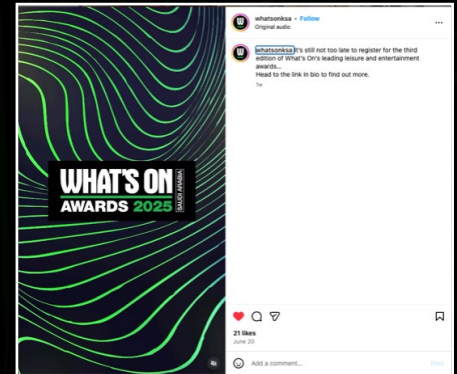 whatsonksa • Follow
Original audio
whatsonksa It's still not too late to register for the third
edition of What's On's leading leisure and entertainment
awards...
Head to the link in bio to find out more.
1w
WHAT'S ON
AWARDS 2025
SAUDI ARABIA
21 likes
June 20
Add a comment...
Post